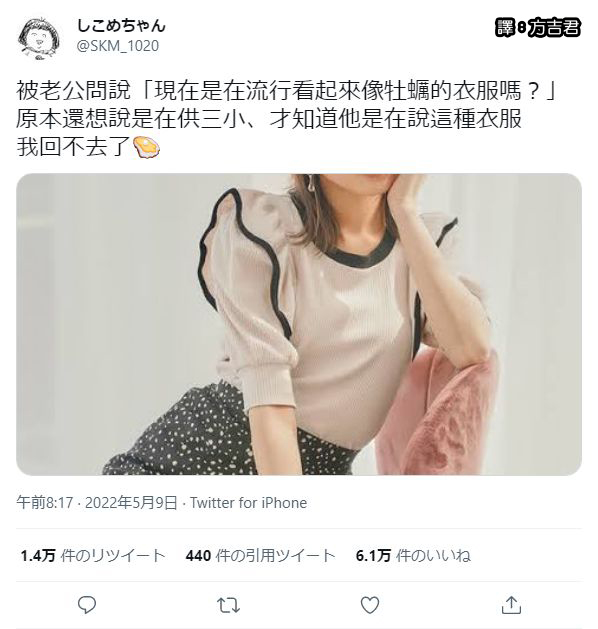 しこめちゃん
譯:方吉君
@SKM_1020
被老公問說「現在是在流行看起來像牡蠣的衣服嗎？」
原本還想說是在供三小、才知道他是在說這種衣服
我回不去了🦪
午前8:17 · 2022年5月9日 · Twitter for iPhone
1.4万 件のリツイート 440 件の引用ツイート 6.1万 件のいいね